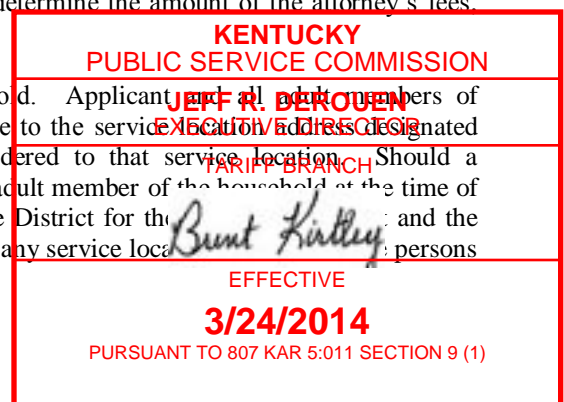 determine the amount of the attorney's fees.
KENTUCKY
PUBLIC SERVICE COMMISSION
old. Applicant and all adult members of
JEFF R. DEROUEN
e to the service location address designated
EXECUTIVE DIRECTOR
dered to that service location. Should a
TARIFF BRANCH
adult member of the household at the time of
e District for the and the
Brent Kirtley
any service loca persons
EFFECTIVE
3/24/2014
PURSUANT TO 807 KAR 5:011 SECTION 9 (1)